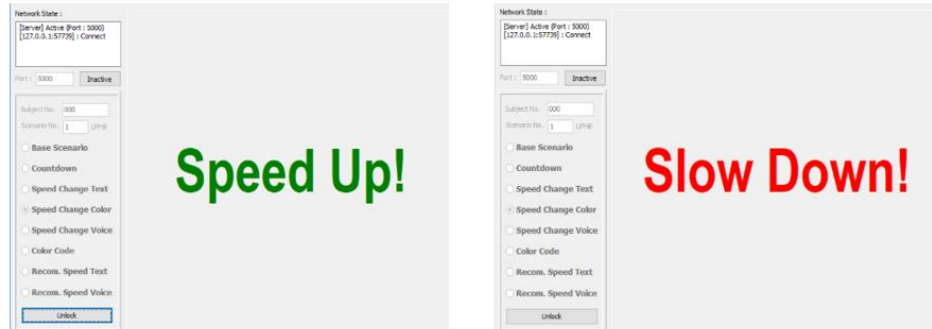 Network State :
[Server] Active (Port : 5000)
[127.0.0.1:57739] : Connect
Port : 5000 Inactive
Subject No. 000
Scenario No. 1
Base Scenario
Countdown
Speed Change Text
Speed Change Color
Speed Change Voice
Color Code
Recom. Speed Text
Recom. Speed Voice
Unlock
Speed Up!
Network State :
[Server] Active (Port : 5000)
[127.0.0.1:57739] : Connect
Port : 5000 Inactive
Subject No. 000
Scenario No. 1
Base Scenario
Countdown
Speed Change Text
Speed Change Color
Speed Change Voice
Color Code
Recom. Speed Text
Recom. Speed Voice
Unlock
Slow Down!